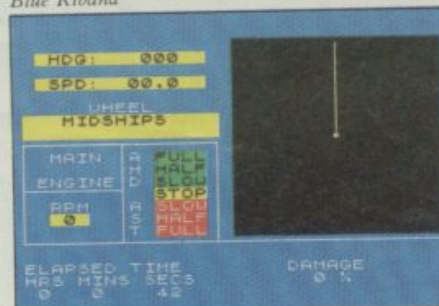 Blue Riband
HDG: 000
SPD: 00.0
WHEEL
MIDSHIPS
MAIN
ENGINE
RPM
0
AHD
FULL
HALF
SLOW
STOP
AST
SLOW
HALF
FULL
ELAPSED TIME
HRS MINS SECS
0 0 42
DAMAGE
0 %